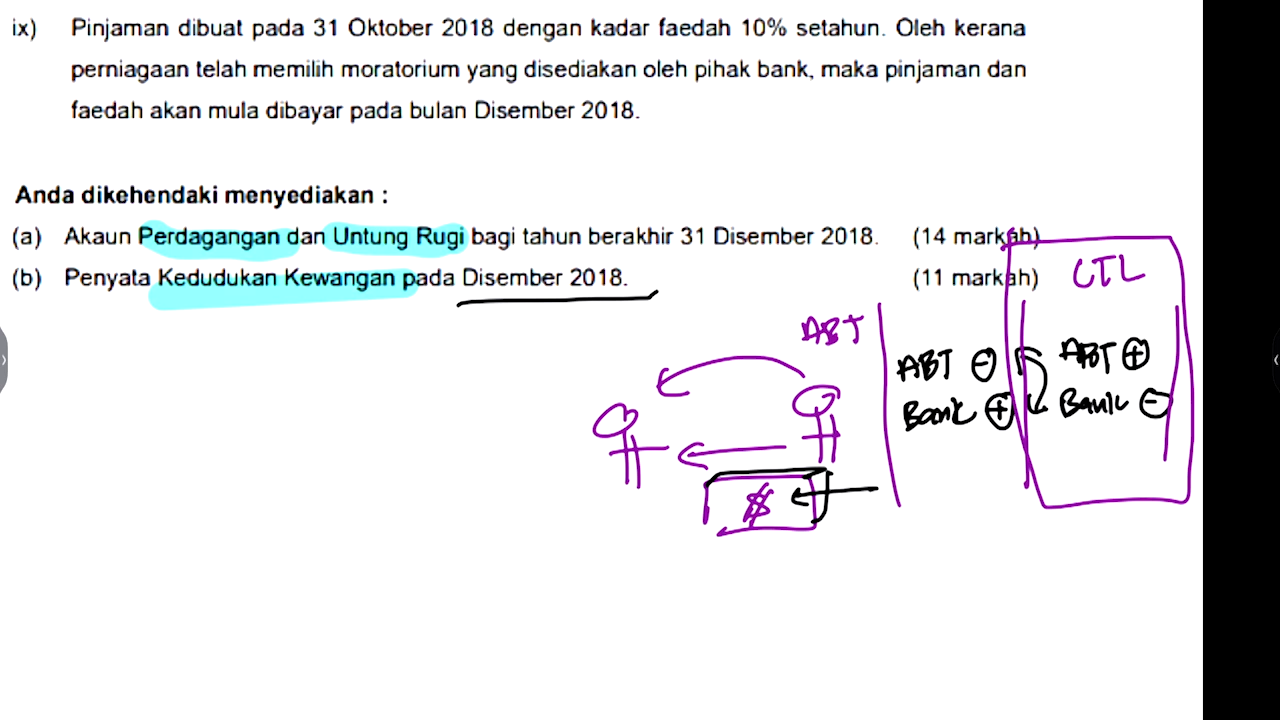 ix) Pinjaman dibuat pada 31 Oktober 2018 dengan kadar faedah 10% setahun. Oleh kerana
perniagaan telah memilih moratorium yang disediakan oleh pihak bank, maka pinjaman dan
faedah akan mula dibayar pada bulan Disember 2018.
Anda dikehendaki menyediakan :
(a) Akaun Perdagangan dan Untung Rugi bagi tahun berakhir 31 Disember 2018. (14 markah)
(b) Penyata Kedudukan Kewangan pada Disember 2018. (11 markah)
CTL
ABT
ABT ⊖ ABT ⊕
Bank ⊕ Bank ⊖
$